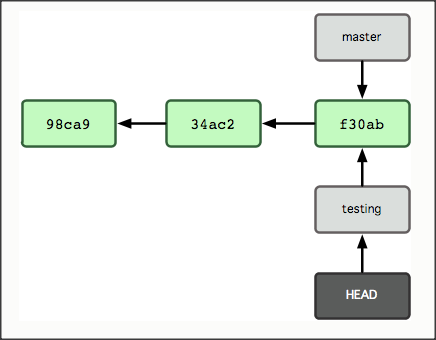 master
98ca9
34ac2
f30ab
testing
HEAD